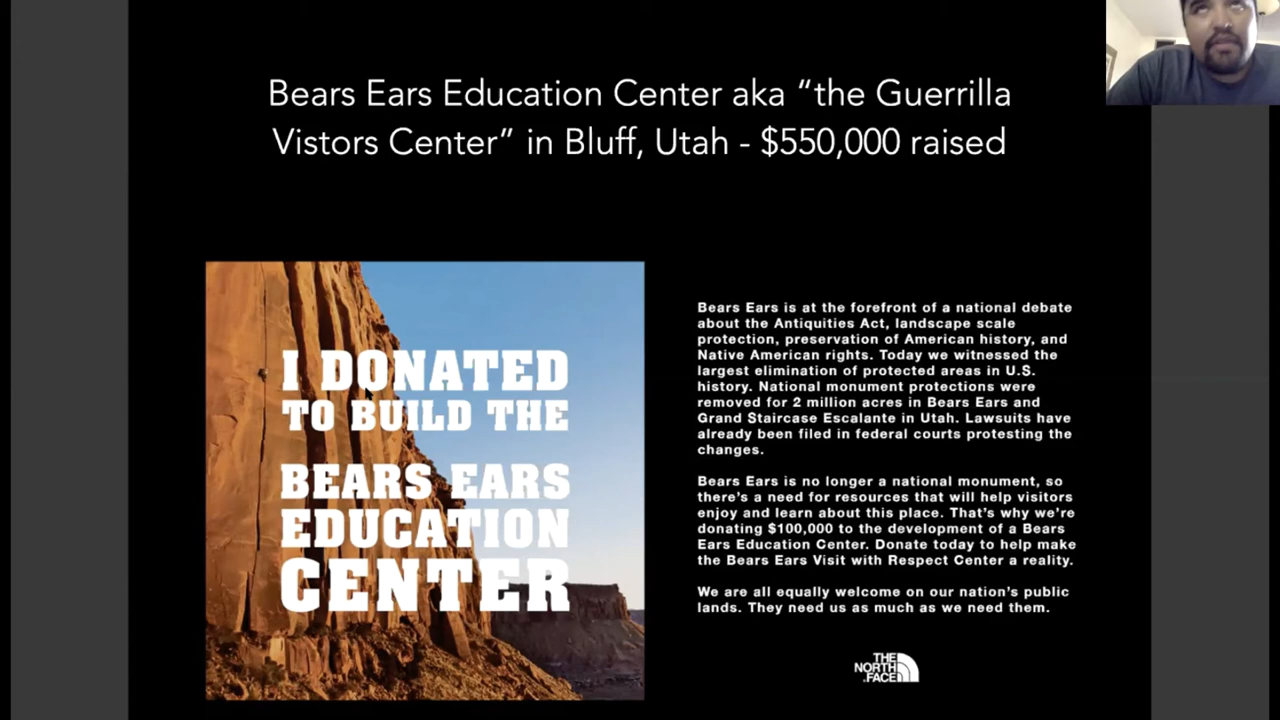 Bears Ears Education Center aka “the Guerrilla
Vistors Center” in Bluff, Utah - $550,000 raised
I DONATED
TO BUILD THE
BEARS EARS
EDUCATION
CENTER
Bears Ears is at the forefront of a national debate
about the Antiquities Act, landscape scale
protection, preservation of American history, and
Native American rights. Today we witnessed the
largest elimination of protected areas in U.S.
history. National monument protections were
removed for 2 million acres in Bears Ears and
Grand Staircase Escalante in Utah. Lawsuits have
already been filed in federal courts protesting the
changes.
Bears Ears is no longer a national monument, so
there’s a need for resources that will help visitors
enjoy and learn about this place. That’s why we’re
donating $100,000 to the development of a Bears
Ears Education Center. Donate today to help make
the Bears Ears Visit with Respect Center a reality.
We are all equally welcome on our nation’s public
lands. They need us as much as we need them.
THE
NORTH
FACE